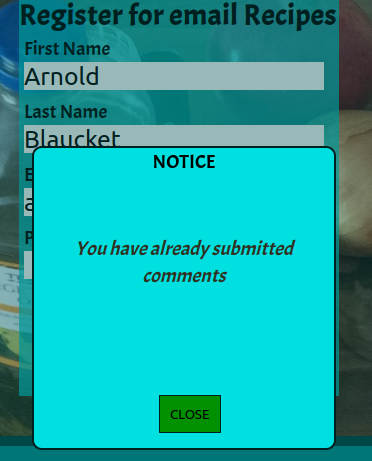 Register for email Recipes
First Name
Arnold
Last Name
Blaucket
NOTICE
You have already submitted
comments
CLOSE